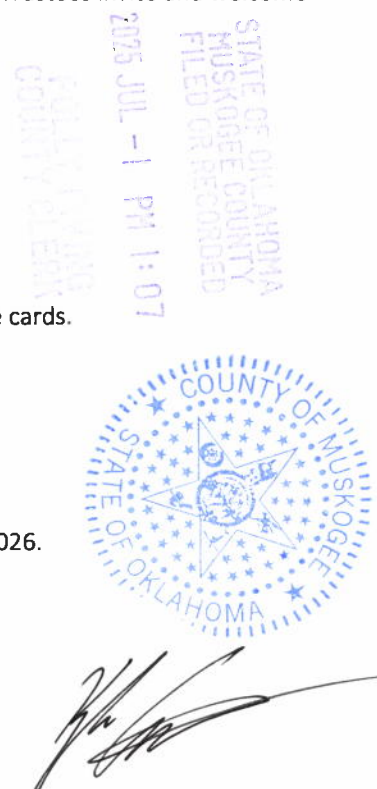 STATE OF OKLAHOMA
MUSKOGEE COUNTY
FILED OR RECORDED
2025 JUL -1 PM 1:07
COUNTY CLERK
e cards.
COUNTY OF MUSKOGEE
STATE OF OKLAHOMA
026.